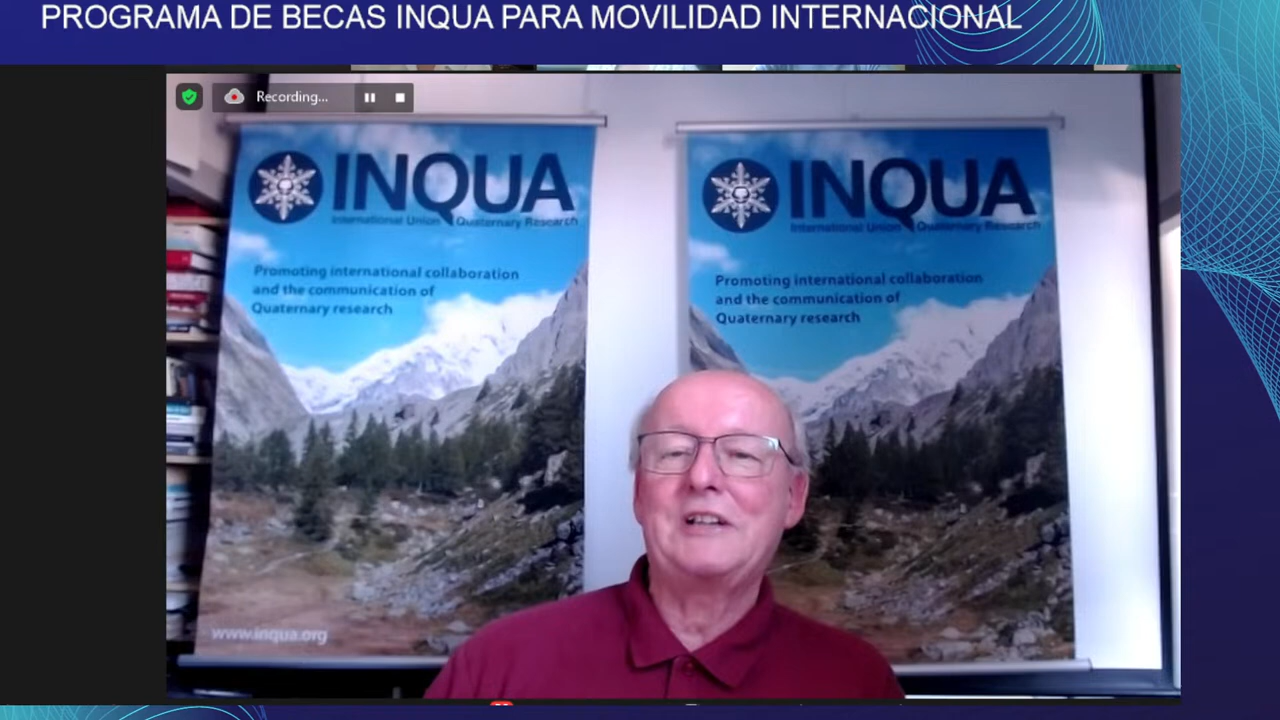 PROGRAMA DE BECAS INQUA PARA MOVILIDAD INTERNACIONAL
Recording...
INQUA
International Union Quaternary Research
Promoting international collaboration
and the communication of
Quaternary research
www.inqua.org
INQUA
International Union Quaternary Research
Promoting international collaboration
and the communication of
Quaternary research